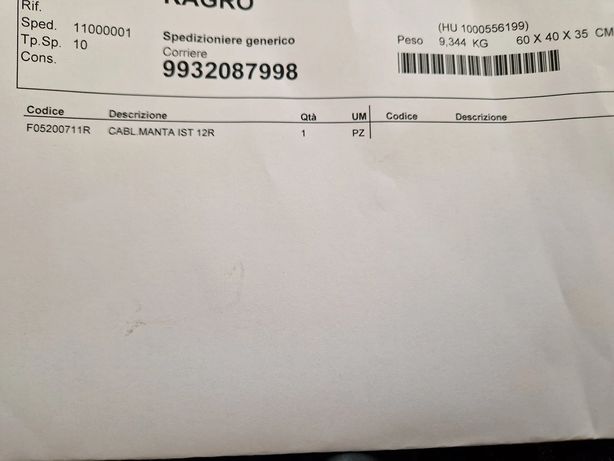 RAGRO
Rif.
Sped. 11000001
Tp.Sp. 10
Cons.
Spedizioniere generico
Corriere
9932087998
(HU 1000556199)
Peso 9,344 KG 60 X 40 X 35 CM
Codice Descrizione Qtà UM Codice Descrizione
F05200711R CABL.MANTA IST 12R 1 PZ